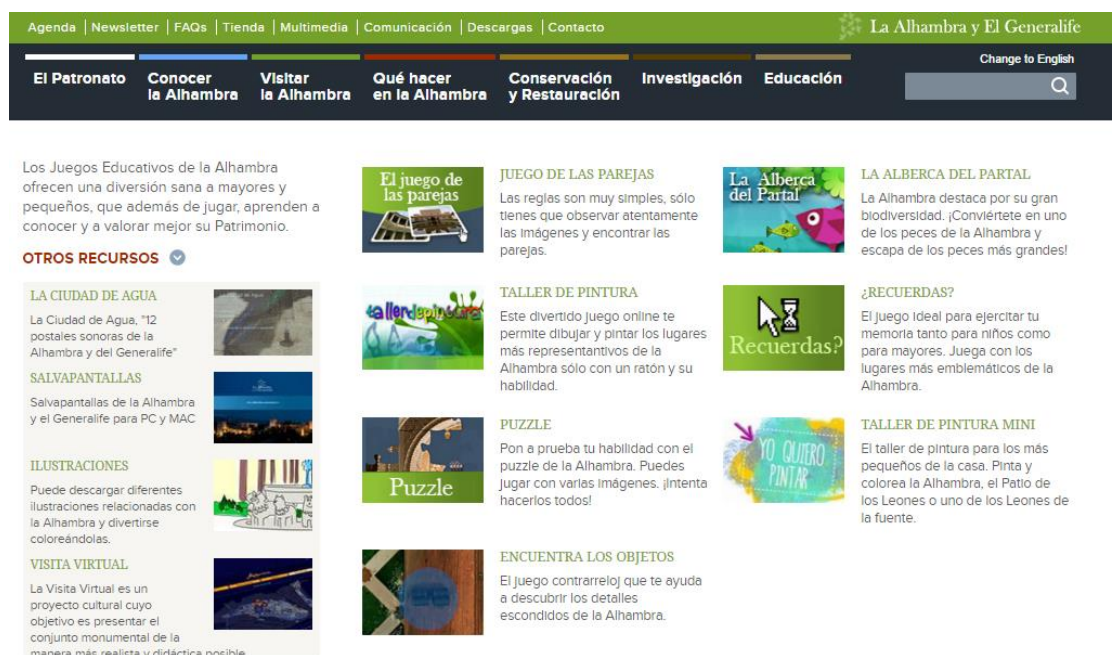 Agenda | Newsletter | FAQs | Tienda | Multimedia | Comunicación | Descargas | Contacto
La Alhambra y El Generalife
Change to English
El Patronato
Conocer
la Alhambra
Visitar
la Alhambra
Qué hacer
en la Alhambra
Conservación
y Restauración
Investigación
Educación
Los Juegos Educativos de la Alhambra
ofrecen una diversión sana a mayores y
pequeños, que además de jugar, aprenden a
conocer y a valorar mejor su Patrimonio.
OTROS RECURSOS
LA CIUDAD DE AGUA
La Ciudad de Agua, "12
postales sonoras de la
Alhambra y del Generalife"
SALVAPANTALLAS
Salvapantallas de la Alhambra
y el Generalife para PC y MAC
ILUSTRACIONES
Puede descargar diferentes
ilustraciones relacionadas con
la Alhambra y divertirse
coloreándolas.
VISITA VIRTUAL
La Visita Virtual es un
proyecto cultural cuyo
objetivo es presentar el
conjunto monumental de la
manera más realista y didáctica posible
El juego de
las parejas
JUEGO DE LAS PAREJAS
Las reglas son muy simples, sólo
tienes que observar atentamente
las imágenes y encontrar las
parejas.
tallerdepintura
TALLER DE PINTURA
Este divertido juego online te
permite dibujar y pintar los lugares
más representantivos de la
Alhambra sólo con un ratón y su
habilidad.
Puzzle
PUZZLE
Pon a prueba tu habilidad con el
puzzle de la Alhambra. Puedes
jugar con varias imágenes. ¡Intenta
hacerlos todos!
ENCUENTRA LOS OBJETOS
El juego contrarreloj que te ayuda
a descubrir los detalles
escondidos de la Alhambra.
La Alberca
del Partal
LA ALBERCA DEL PARTAL
La Alhambra destaca por su gran
biodiversidad. ¡Conviértete en uno
de los peces de la Alhambra y
escapa de los peces más grandes!
Recuerdas?
¿RECUERDAS?
El juego ideal para ejercitar tu
memoria tanto para niños como
para mayores. Juega con los
lugares más emblemáticos de la
Alhambra.
YO QUIERO
PINTAR
TALLER DE PINTURA MINI
El taller de pintura para los más
pequeños de la casa. Pinta y
colorea la Alhambra, el Patio de
los Leones o uno de los Leones de
la fuente.